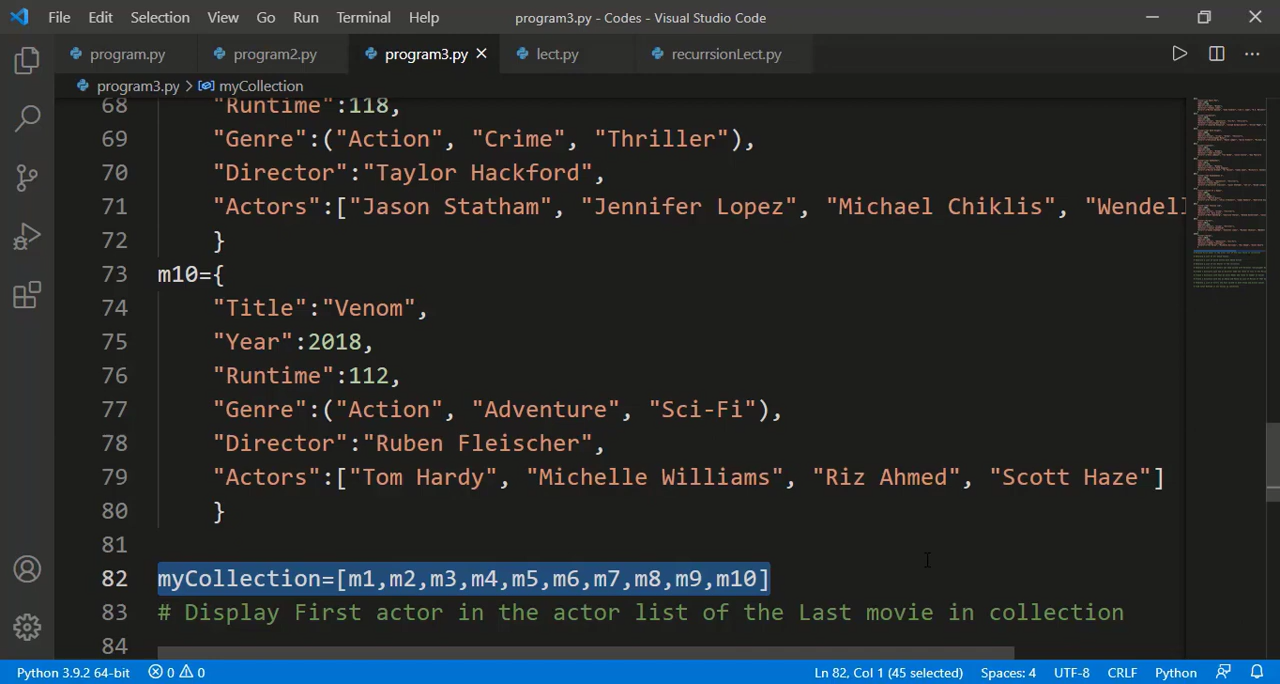 File Edit Selection View Go Run Terminal Help program3.py - Codes - Visual Studio Code
program.py program2.py program3.py lect.py recurrsionLect.py
program3.py > myCollection
68 "Runtime":118,
69 "Genre":("Action", "Crime", "Thriller"),
70 "Director":"Taylor Hackford",
71 "Actors":["Jason Statham", "Jennifer Lopez", "Michael Chiklis", "Wendell
72 }
73 m10={
74 "Title":"Venom",
75 "Year":2018,
76 "Runtime":112,
77 "Genre":("Action", "Adventure", "Sci-Fi"),
78 "Director":"Ruben Fleischer",
79 "Actors":["Tom Hardy", "Michelle Williams", "Riz Ahmed", "Scott Haze"]
80 }
81
82 myCollection=[m1,m2,m3,m4,m5,m6,m7,m8,m9,m10]
83 # Display First actor in the actor list of the Last movie in collection
84
Python 3.9.2 64-bit 0 0 Ln 82, Col 1 (45 selected) Spaces: 4 UTF-8 CRLF Python